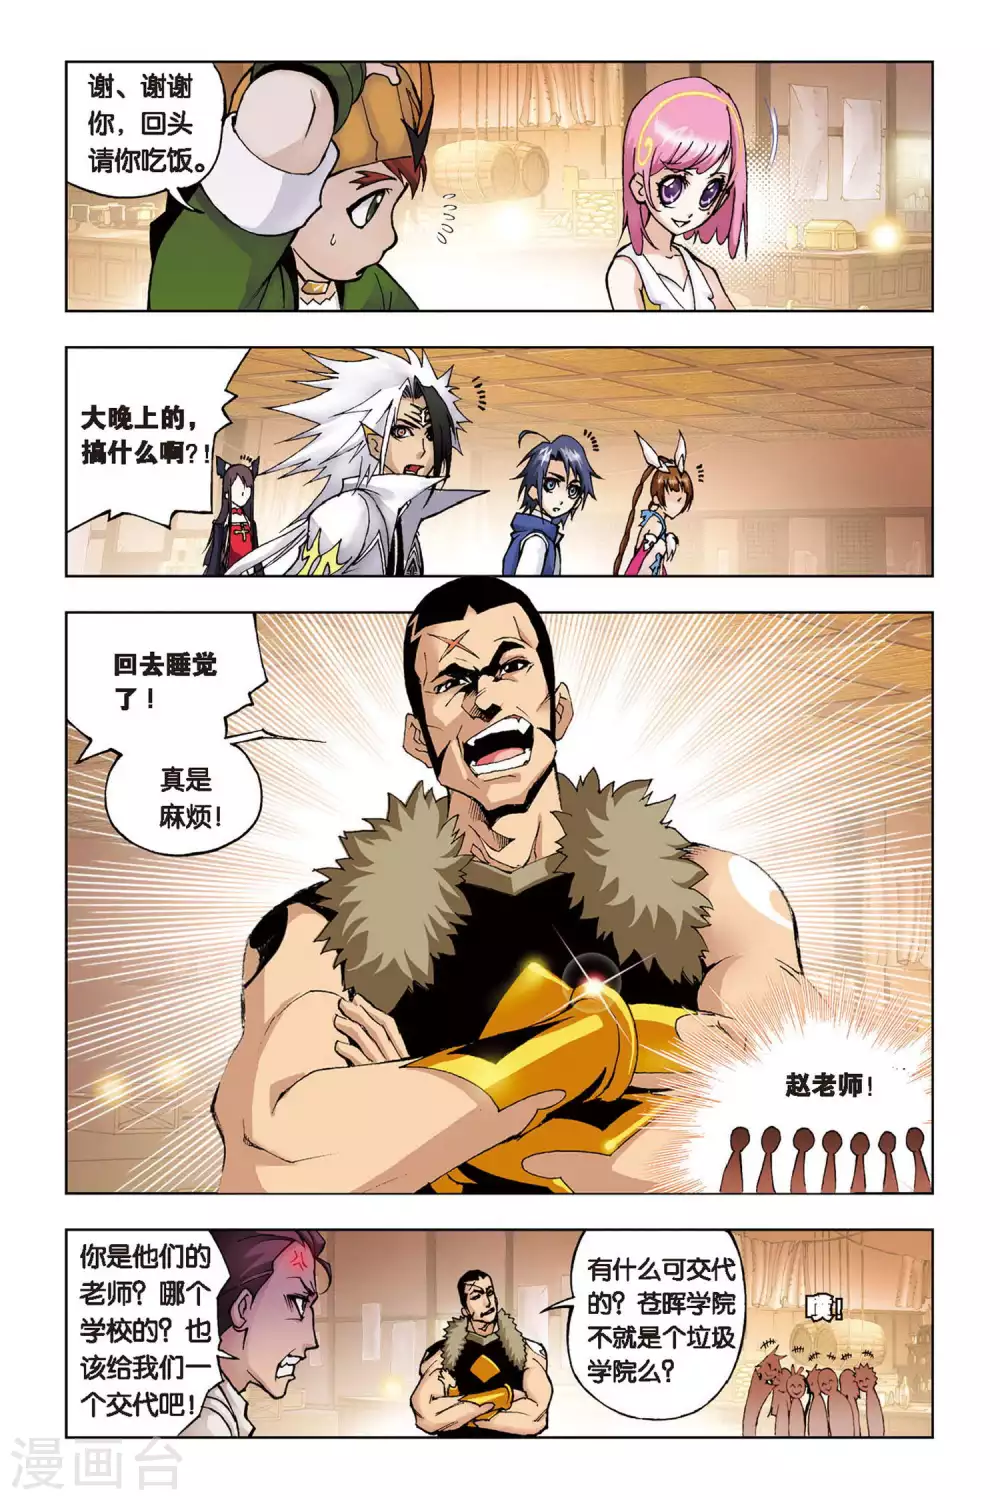 谢、谢谢
你，回头
请你吃饭。
大晚上的，
搞什么啊?!
回去睡觉
了!
真是
麻烦!
赵老师!
你是他们的
老师？哪个
学校的？也
该给我们一
个交代吧!
有什么可交代
的？苍晖学院
不就是个垃圾
学院么？
噗!
漫画台